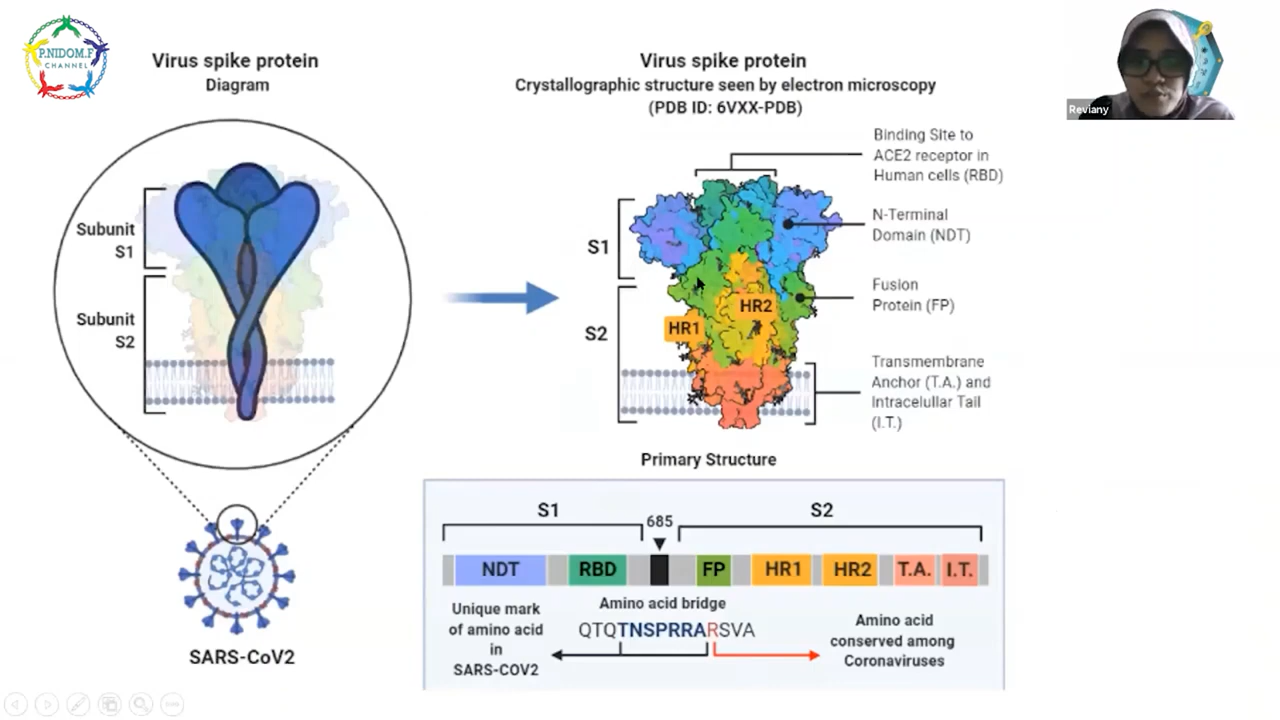 P.NIDOM.F
CHANNEL
Virus spike protein
Diagram
Subunit
S1
Subunit
S2
SARS-CoV2
Virus spike protein
Crystallographic structure seen by electron microscopy
(PDB ID: 6VXX-PDB)
S1
S2
HR1
HR2
Binding Site to
ACE2 receptor in
Human cells (RBD)
N-Terminal
Domain (NDT)
Fusion
Protein (FP)
Transmembrane
Anchor (T.A.) and
Intracelullar Tail
(I.T.)
Reviany
Primary Structure
S1
685
S2
NDT
RBD
FP
HR1
HR2
T.A.
I.T.
Unique mark
of amino acid
in
SARS-COV2
Amino acid bridge
QTQTNSPRRARSVA
Amino acid
conserved among
Coronaviruses